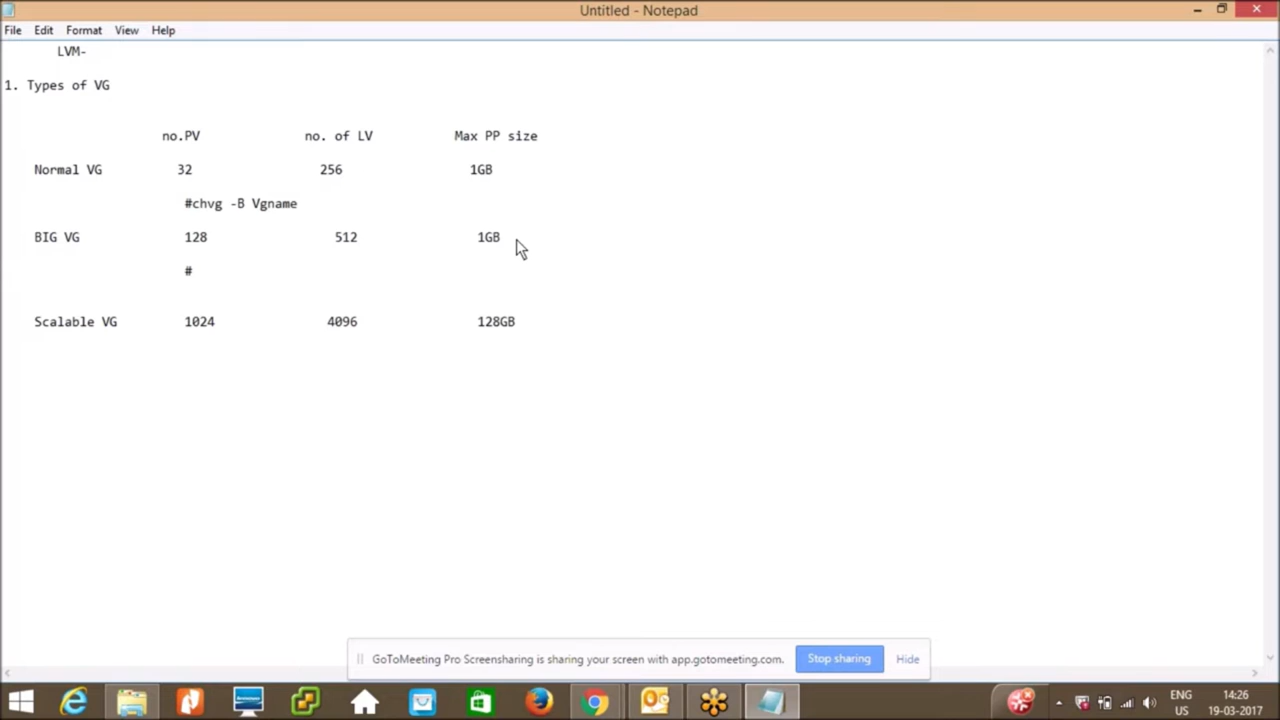 Untitled - Notepad
File Edit Format View Help
LVM-
1. Types of VG
no.PV no. of LV Max PP size
Normal VG 32 256 1GB
#chvg -B Vgname
BIG VG 128 512 1GB
#
Scalable VG 1024 4096 128GB
GoToMeeting Pro Screensharing is sharing your screen with app.gotomeeting.com. Stop sharing Hide
ENG 14:26
US 19-03-2017